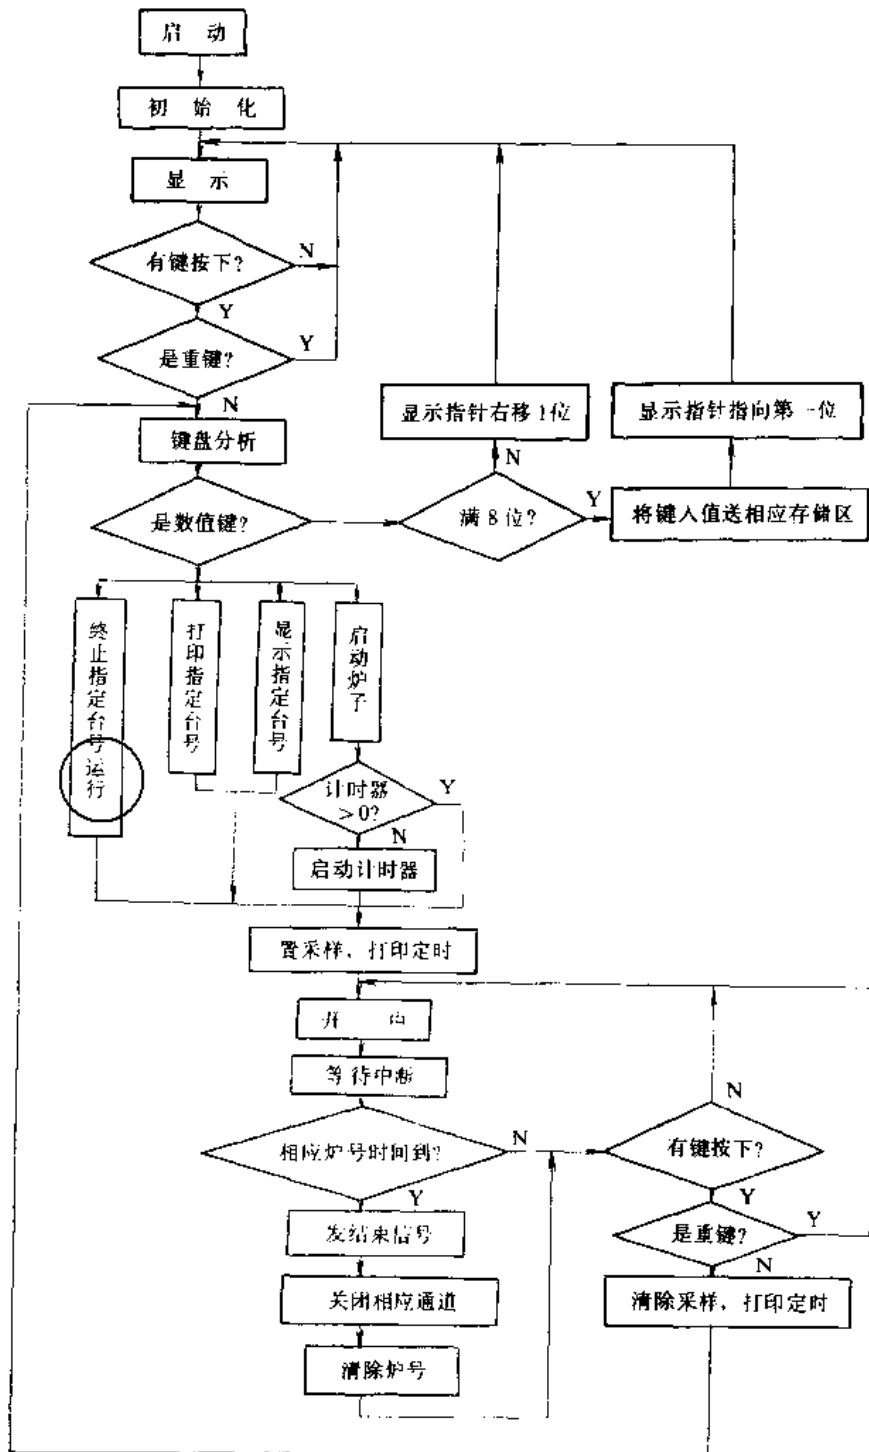 启 动
初 始 化
显 示
有键按下?
N
Y
是重键?
Y
N
键盘分析
显示指针右移1位
显示指针指向第一位
N
是数值键?
满8位?
Y
将键入值送相应存储区
终止指定台号运行
打印指定台号
显示指定台号
启动炉子
计时器
>0?
Y
N
启动计时器
置采样、打印定时
开 中
等待中断
相应炉号时间到?
N
Y
有键按下?
N
Y
发结束信号
是重键?
Y
N
关闭相应通道
清除采样、打印定时
清除炉号